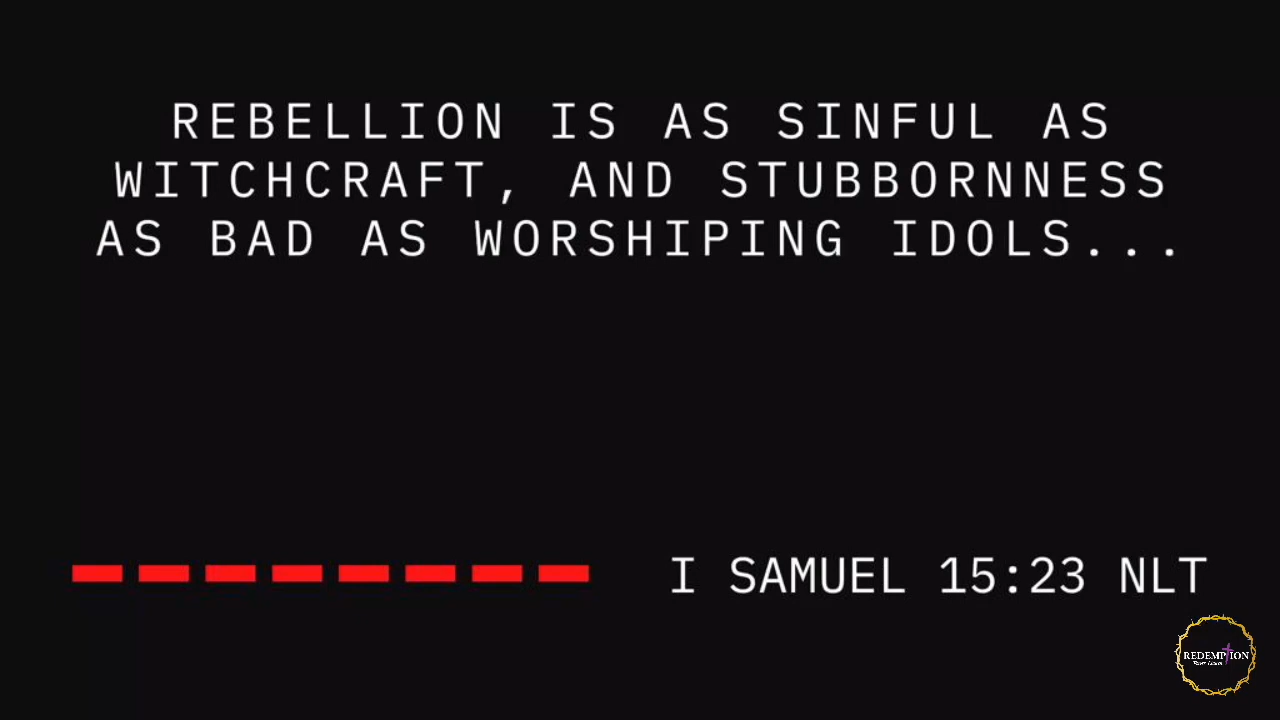 REBELLION IS AS SINFUL AS
WITCHCRAFT, AND STUBBORNNESS
AS BAD AS WORSHIPING IDOLS...
I SAMUEL 15:23 NLT
REDEMPTION